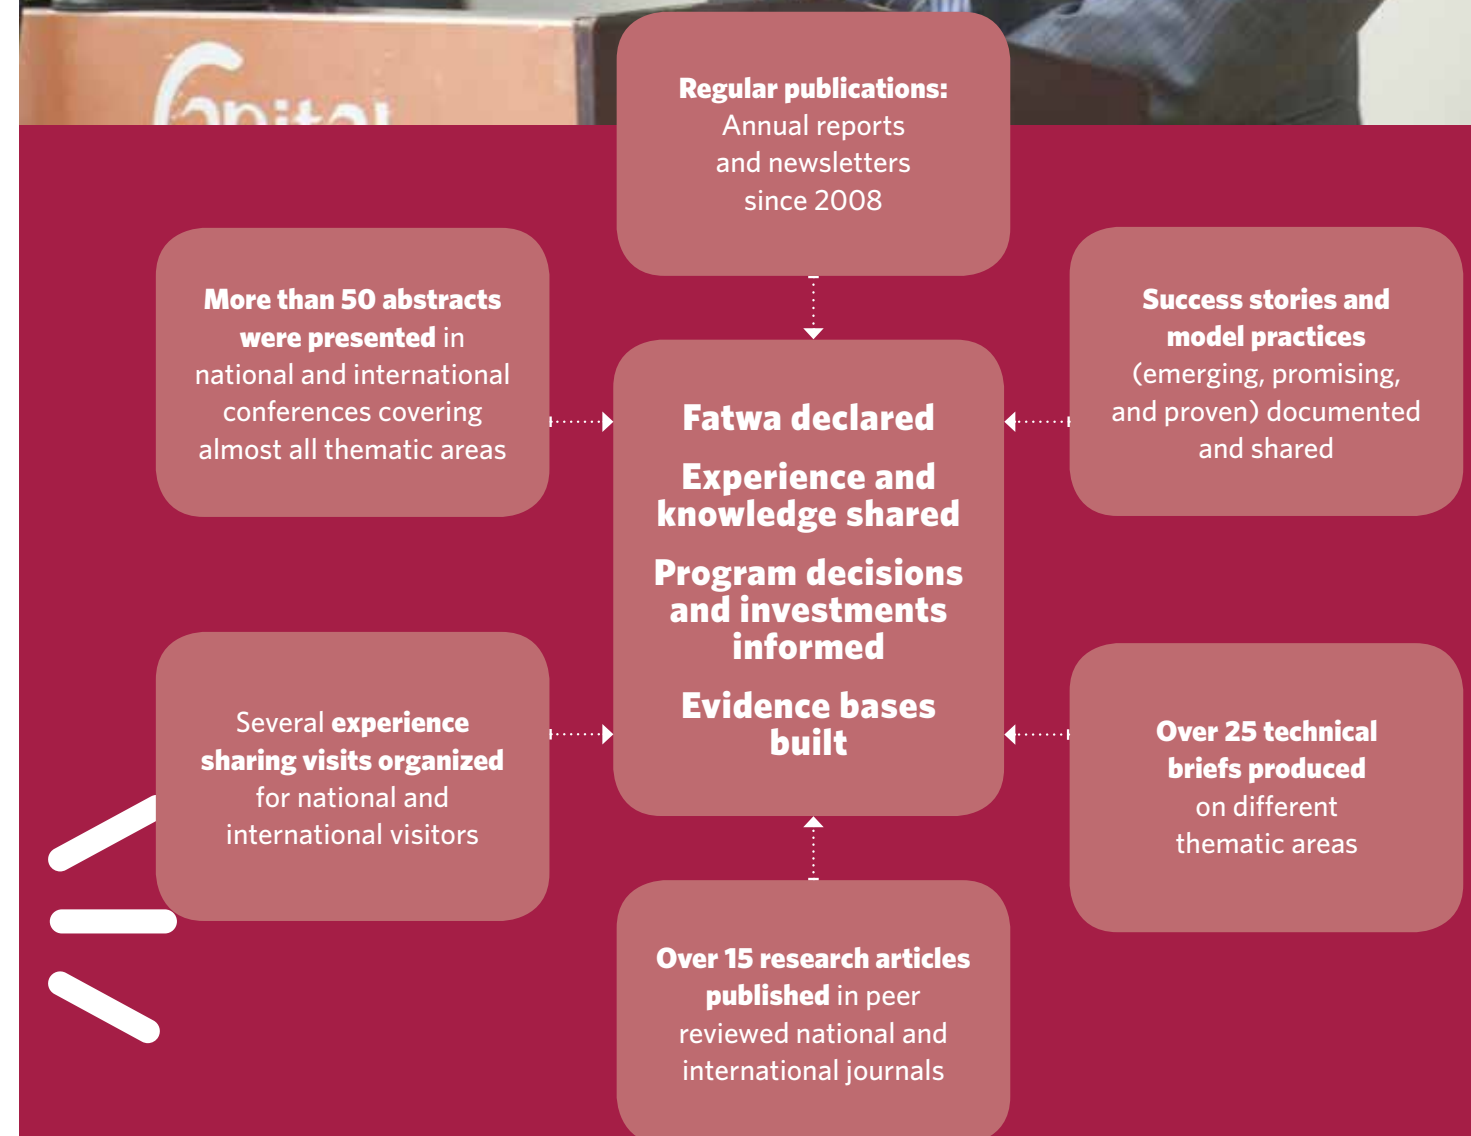 Capital
Regular publications:
Annual reports
and newsletters
since 2008
More than 50 abstracts
were presented in
national and international
conferences covering
almost all thematic areas
Success stories and
model practices
(emerging, promising,
and proven) documented
and shared
Fatwa declared
Experience and
knowledge shared
Program decisions
and investments
informed
Evidence bases
built
Several experience
sharing visits organized
for national and
international visitors
Over 25 technical
briefs produced
on different
thematic areas
Over 15 research articles
published in peer
reviewed national and
international journals